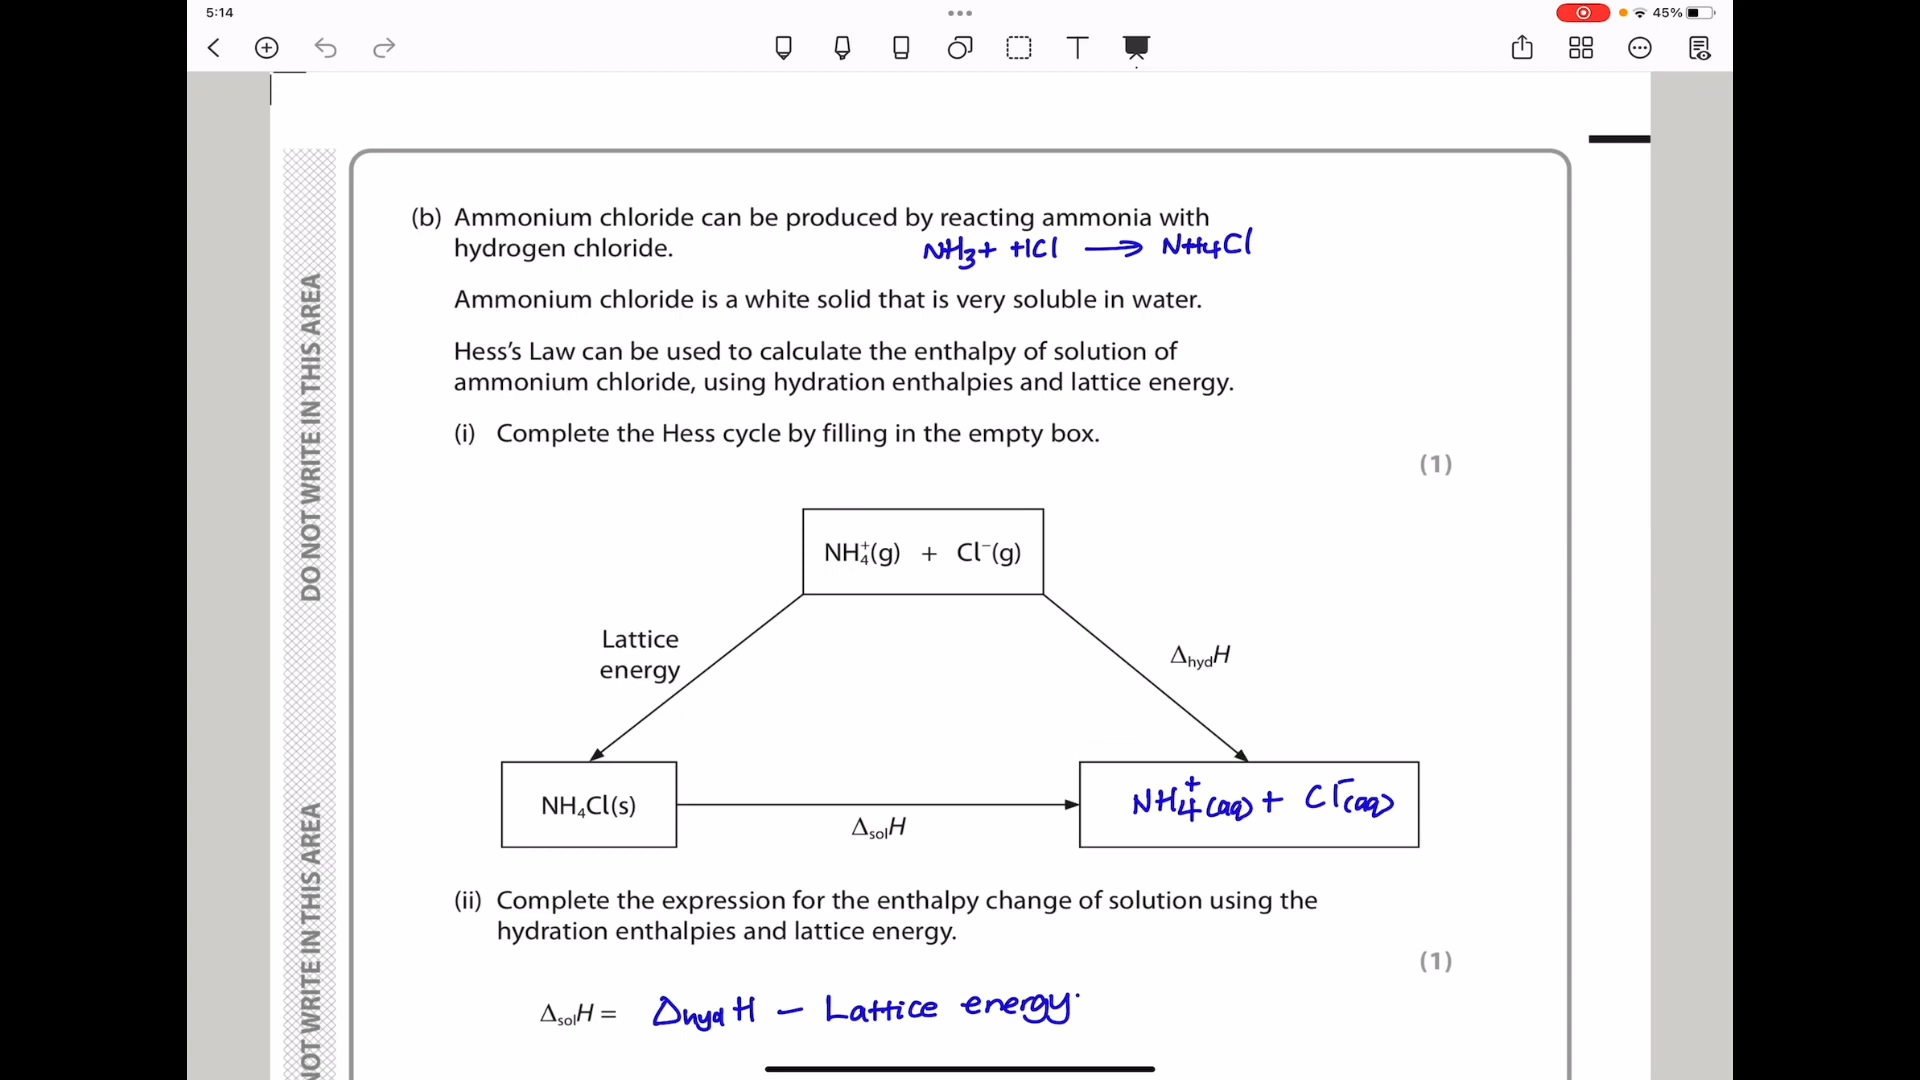 5:14
45%
(b) Ammonium chloride can be produced by reacting ammonia with
hydrogen chloride.
NH₃ + HCl ⟶ NH₄Cl
Ammonium chloride is a white solid that is very soluble in water.
Hess’s Law can be used to calculate the enthalpy of solution of
ammonium chloride, using hydration enthalpies and lattice energy.
(i) Complete the Hess cycle by filling in the empty box.
(1)
NH₄⁺(g) + Cl⁻(g)
Lattice
energy
ΔhydH
NH₄Cl(s)
ΔsolH
NH₄⁺(aq) + Cl⁻(aq)
(ii) Complete the expression for the enthalpy change of solution using the
hydration enthalpies and lattice energy.
(1)
ΔsolH = ΔhydH – Lattice energy.
DO NOT WRITE IN THIS AREA
NOT WRITE IN THIS AREA